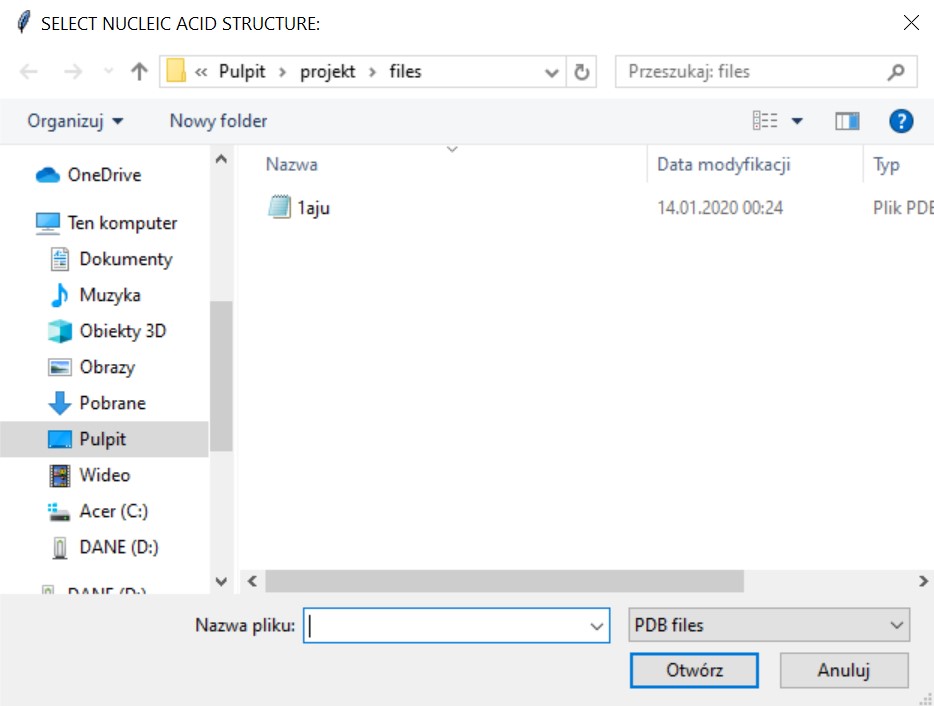 SELECT NUCLEIC ACID STRUCTURE:
« Pulpit › projekt › files
Przeszukaj: files
Organizuj
Nowy folder
OneDrive
Ten komputer
Dokumenty
Muzyka
Obiekty 3D
Obrazy
Pobrane
Pulpit
Wideo
Acer (C:)
DANE (D:)
DANE (D:)
Nazwa
Data modyfikacji
Typ
1aju
14.01.2020 00:24
Plik PDB
Nazwa pliku:
PDB files
Otwórz
Anuluj